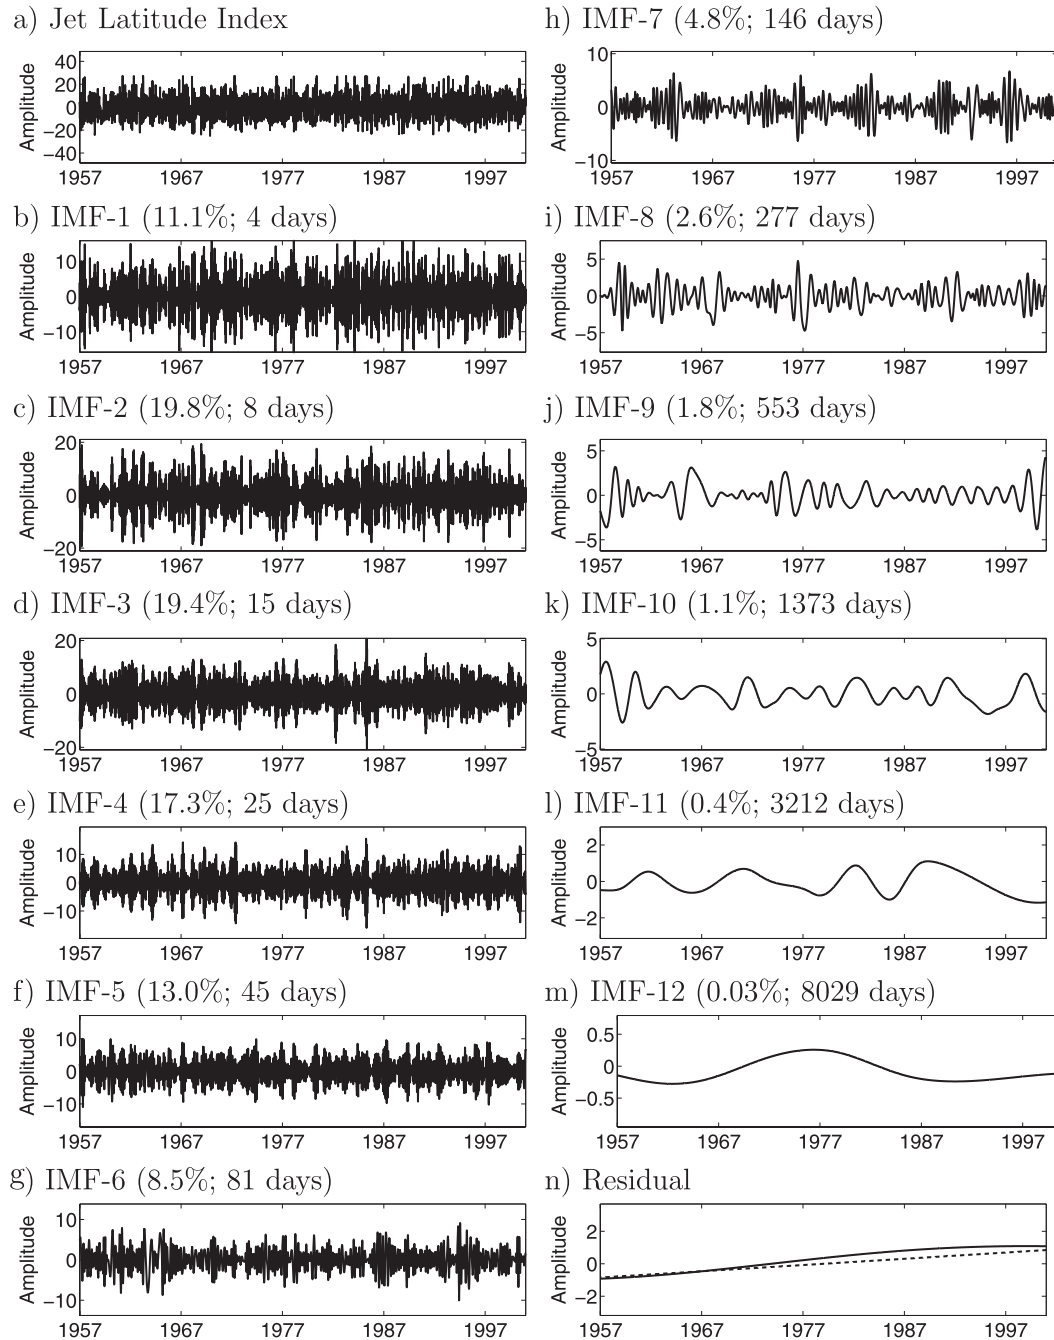 a) Jet Latitude Index
Amplitude
40
20
0
−20
−40
1957 1967 1977 1987 1997
b) IMF-1 (11.1%; 4 days)
Amplitude
10
0
−10
1957 1967 1977 1987 1997
c) IMF-2 (19.8%; 8 days)
Amplitude
20
0
−20
1957 1967 1977 1987 1997
d) IMF-3 (19.4%; 15 days)
Amplitude
20
0
−20
1957 1967 1977 1987 1997
e) IMF-4 (17.3%; 25 days)
Amplitude
10
0
−10
1957 1967 1977 1987 1997
f) IMF-5 (13.0%; 45 days)
Amplitude
10
0
−10
1957 1967 1977 1987 1997
g) IMF-6 (8.5%; 81 days)
Amplitude
10
0
−10
1957 1967 1977 1987 1997
h) IMF-7 (4.8%; 146 days)
Amplitude
10
0
−10
1957 1967 1977 1987 1997
i) IMF-8 (2.6%; 277 days)
Amplitude
5
0
−5
1957 1967 1977 1987 1997
j) IMF-9 (1.8%; 553 days)
Amplitude
5
0
−5
1957 1967 1977 1987 1997
k) IMF-10 (1.1%; 1373 days)
Amplitude
5
0
−5
1957 1967 1977 1987 1997
l) IMF-11 (0.4%; 3212 days)
Amplitude
2
0
−2
1957 1967 1977 1987 1997
m) IMF-12 (0.03%; 8029 days)
Amplitude
0.5
0
−0.5
1957 1967 1977 1987 1997
n) Residual
Amplitude
2
0
−2
1957 1967 1977 1987 1997